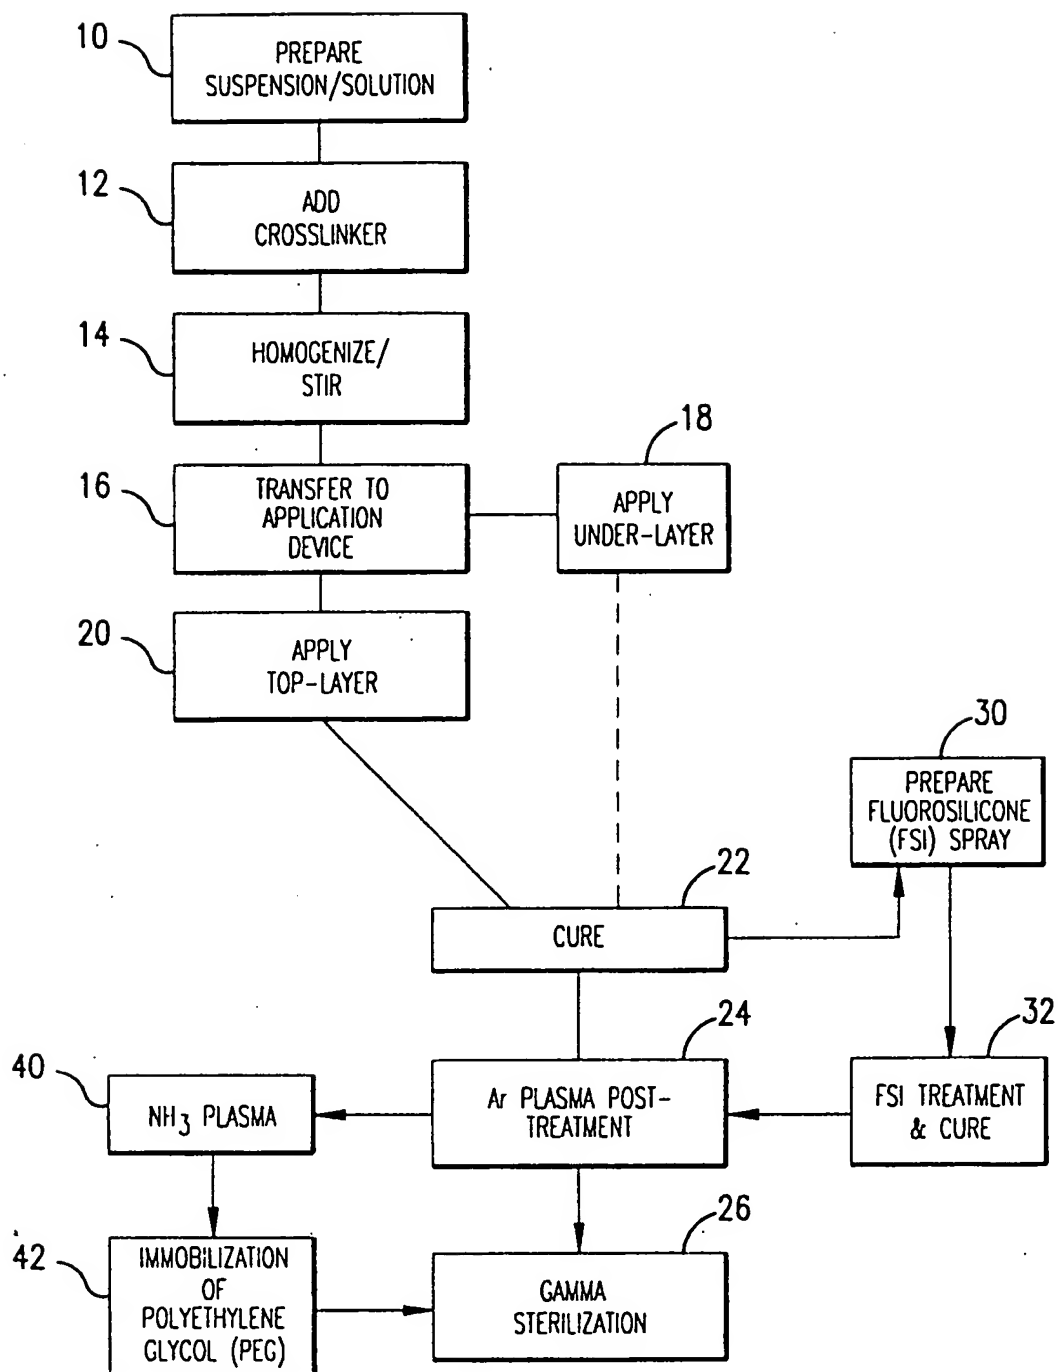 10
PREPARE
SUSPENSION/SOLUTION
12
ADD
CROSSLINKER
14
HOMOGENIZE/
STIR
16
TRANSFER TO
APPLICATION
DEVICE
18
APPLY
UNDER-LAYER
20
APPLY
TOP-LAYER
30
PREPARE
FLUOROSILICONE
(FSI) SPRAY
22
CURE
24
Ar PLASMA POST-
TREATMENT
32
FSI TREATMENT
& CURE
40
NH3 PLASMA
42
IMMOBILIZATION
OF
POLYETHYLENE
GLYCOL (PEG)
26
GAMMA
STERILIZATION